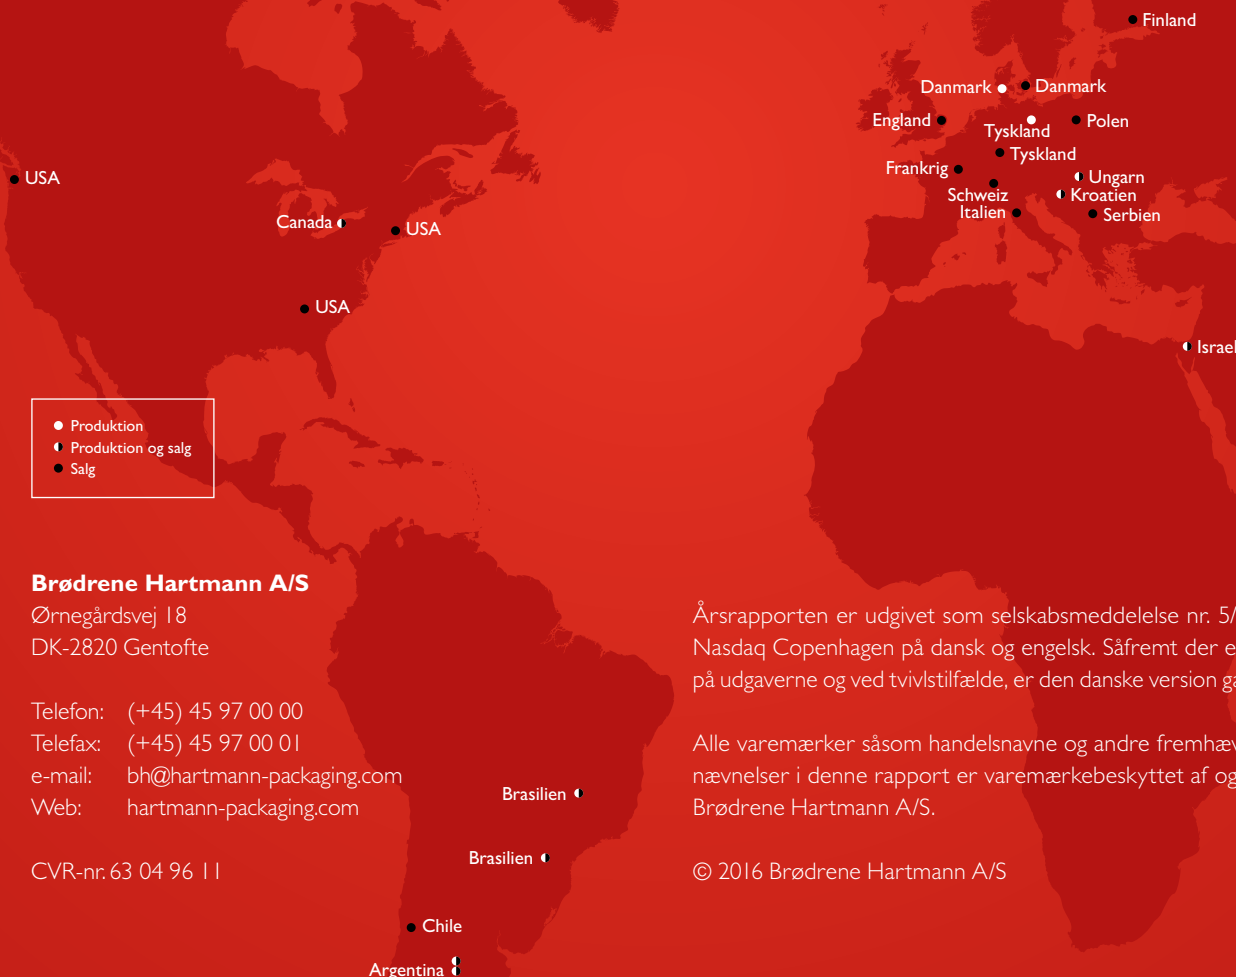 Finland
Danmark
Danmark
England
Tyskland
Polen
Tyskland
Frankrig
Ungarn
Schweiz
Kroatien
Italien
Serbien
USA
Canada
USA
USA
Israel
Produktion
Produktion og salg
Salg
Brødrene Hartmann A/S
Ørnegårdsvej 18
DK-2820 Gentofte
Telefon: (+45) 45 97 00 00
Telefax: (+45) 45 97 00 01
e-mail: bh@hartmann-packaging.com
Web: hartmann-packaging.com
CVR-nr. 63 04 96 11
Brasilien
Brasilien
Chile
Argentina
Årsrapporten er udgivet som selskabsmeddelelse nr. 5/
Nasdaq Copenhagen på dansk og engelsk. Såfremt der e
på udgaverne og ved tvivlstilfælde, er den danske version gæ
Alle varemærker såsom handelsnavne og andre fremhæv
nævnelser i denne rapport er varemærkebeskyttet af og
Brødrene Hartmann A/S.
© 2016 Brødrene Hartmann A/S